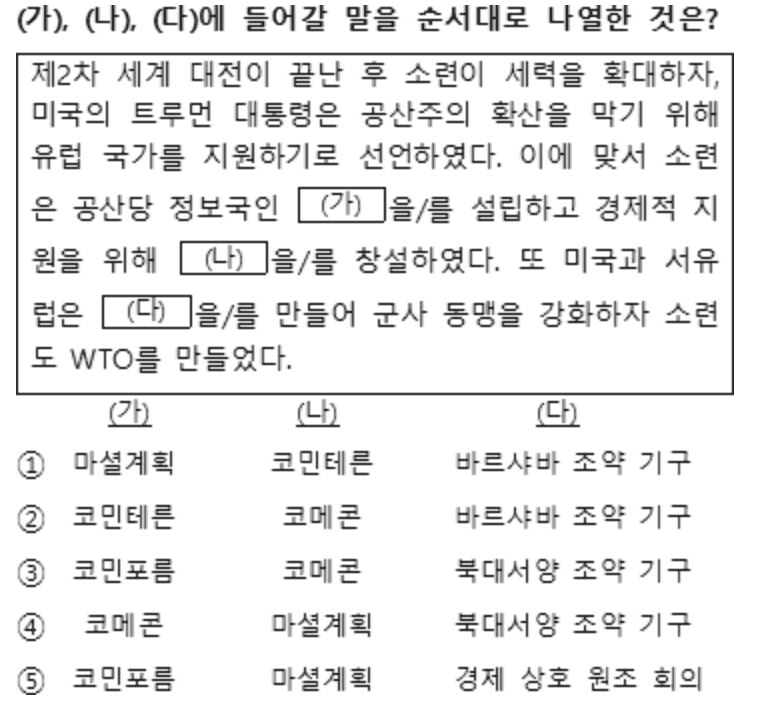 (가), (나), (다)에 들어갈 말을 순서대로 나열한 것은?
제2차 세계 대전이 끝난 후 소련이 세력을 확대하자,
미국의 트루먼 대통령은 공산주의 확산을 막기 위해
유럽 국가를 지원하기로 선언하였다. 이에 맞서 소련
은 공산당 정보국인 (가) 을/를 설립하고 경제적 지
원을 위해 (나) 을/를 창설하였다. 또 미국과 서유
럽은 (다) 을/를 만들어 군사 동맹을 강화하자 소련
도 WTO를 만들었다.
(가) (나) (다)
① 마셜계획 코민테른 바르샤바 조약 기구
② 코민테른 코메콘 바르샤바 조약 기구
③ 코민포름 코메콘 북대서양 조약 기구
④ 코메콘 마셜계획 북대서양 조약 기구
⑤ 코민포름 마셜계획 경제 상호 원조 회의